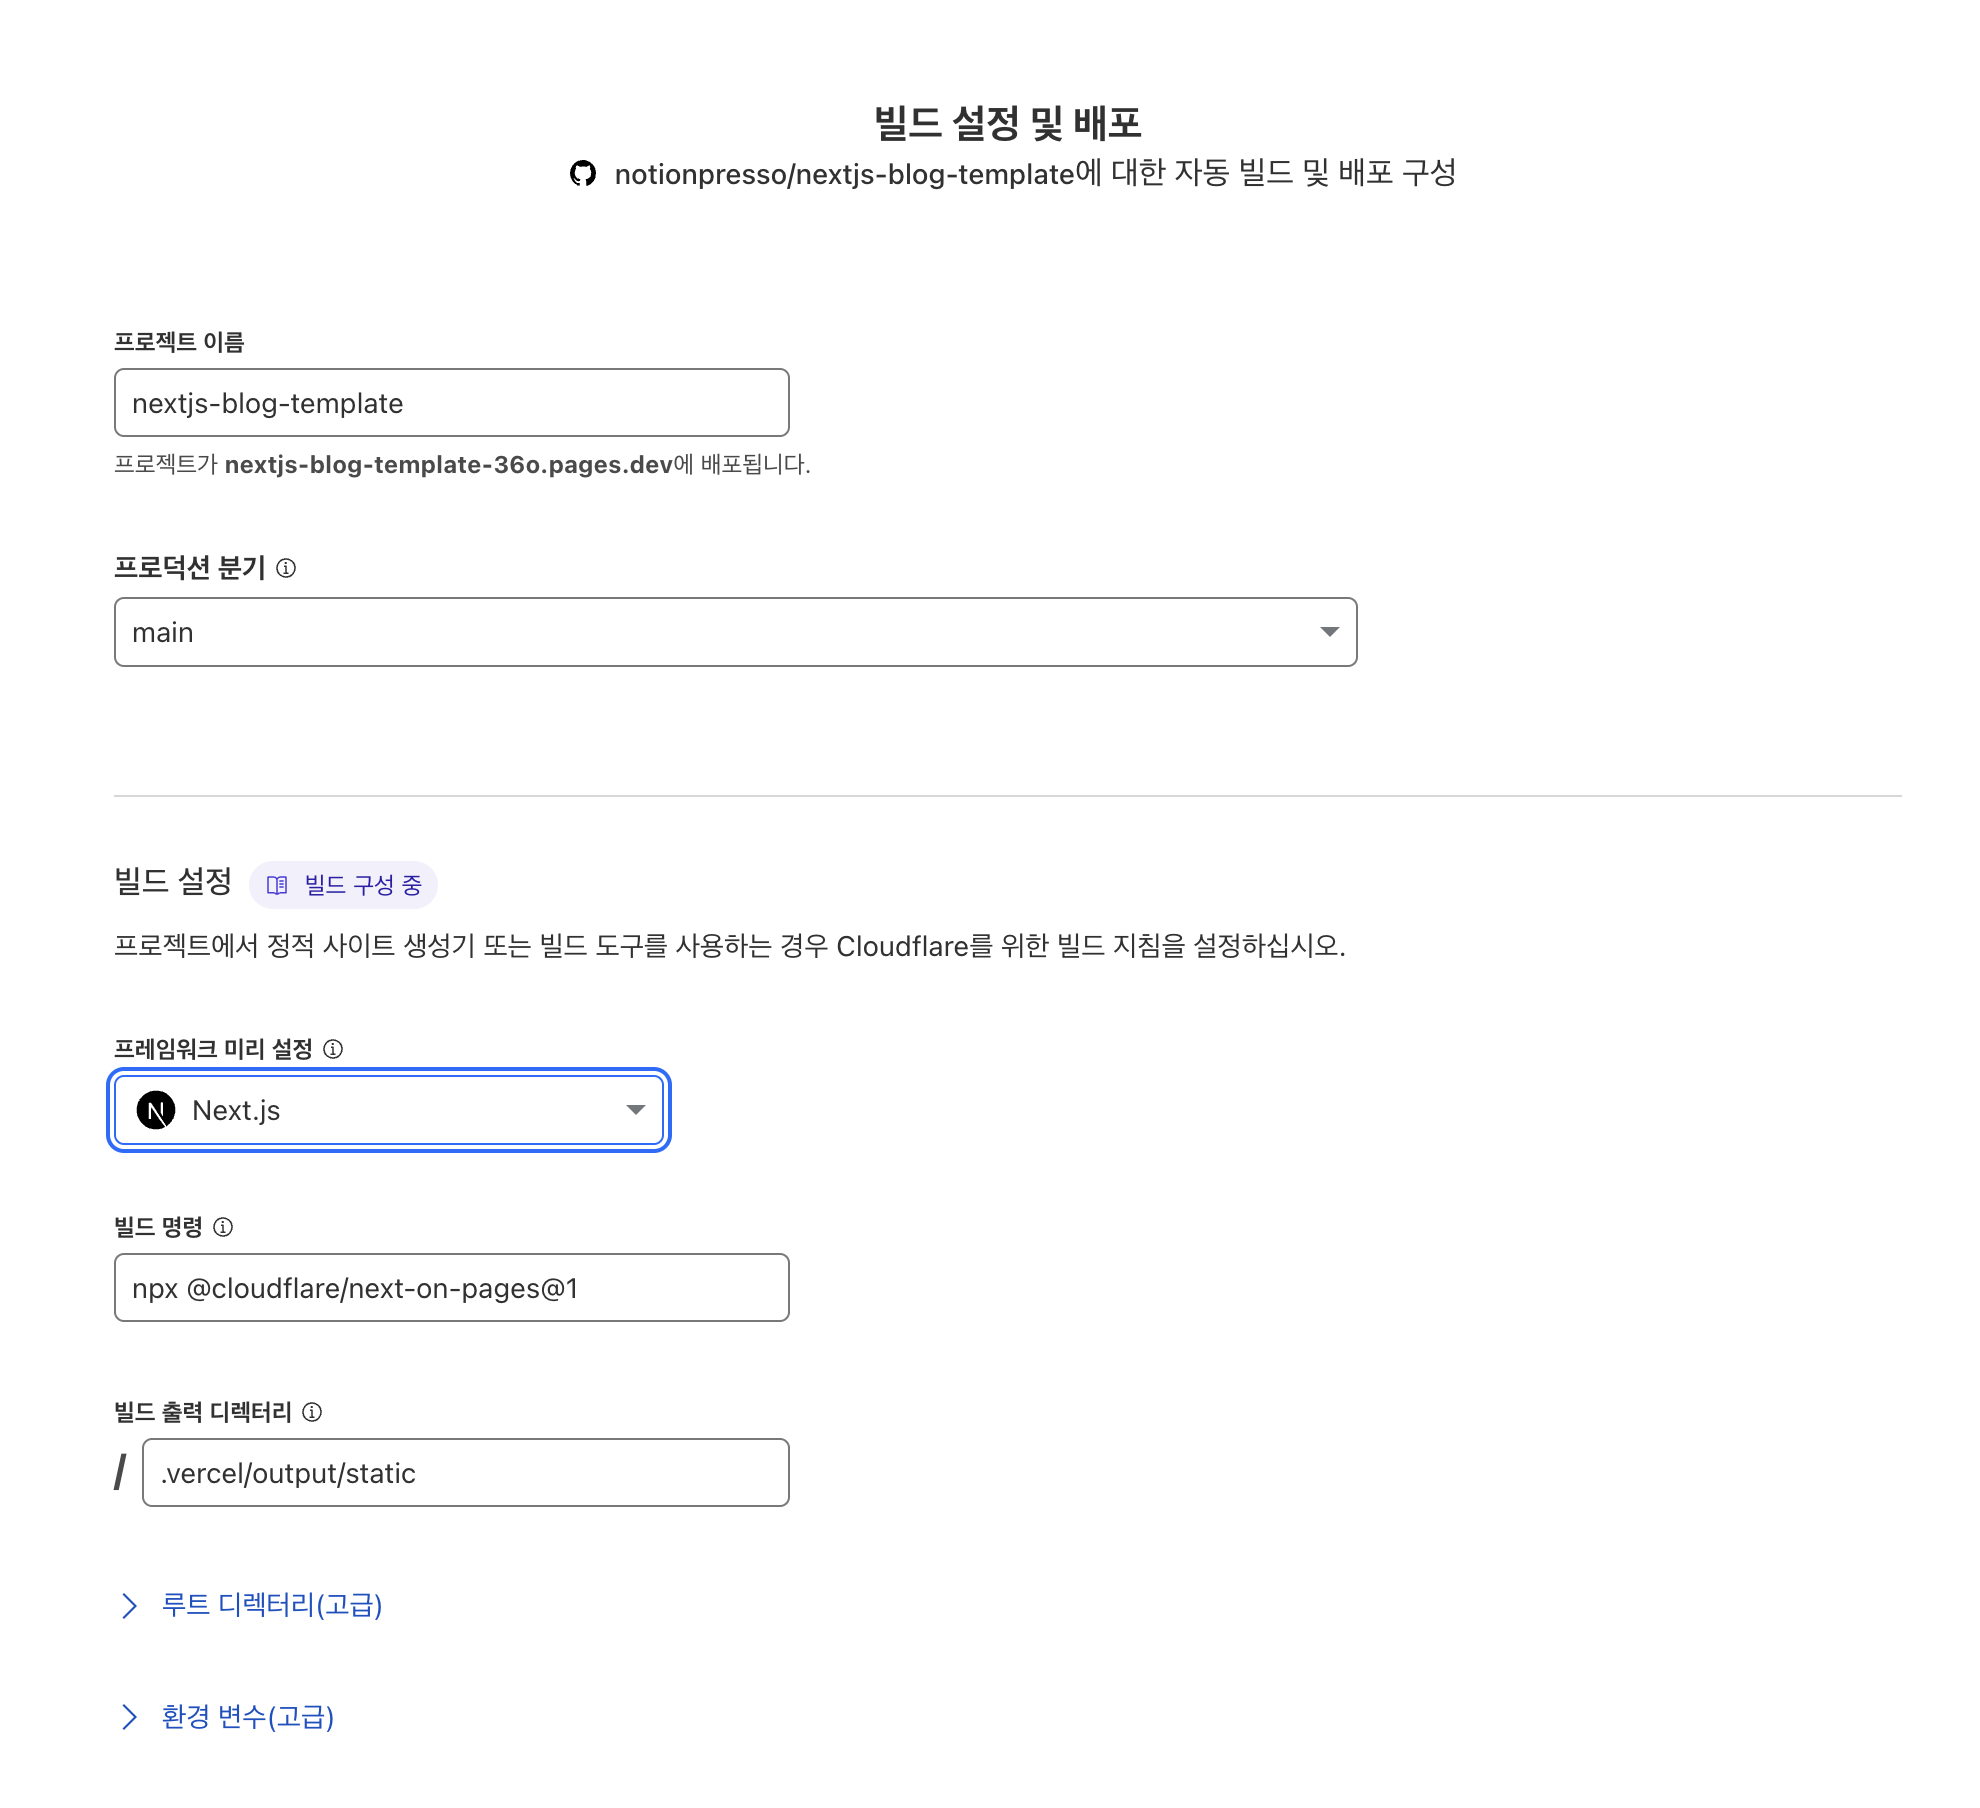 빌드 설정 및 배포
notionpresso/nextjs-blog-template에 대한 자동 빌드 및 배포 구성
프로젝트 이름
nextjs-blog-template
프로젝트가 nextjs-blog-template-36o.pages.dev에 배포됩니다.
프로덕션 분기
main
빌드 설정
빌드 구성 중
프로젝트에서 정적 사이트 생성기 또는 빌드 도구를 사용하는 경우 Cloudflare를 위한 빌드 지침을 설정하십시오.
프레임워크 미리 설정
Next.js
빌드 명령
npx @cloudflare/next-on-pages@1
빌드 출력 디렉터리
/ .vercel/output/static
루트 디렉터리(고급)
환경 변수(고급)